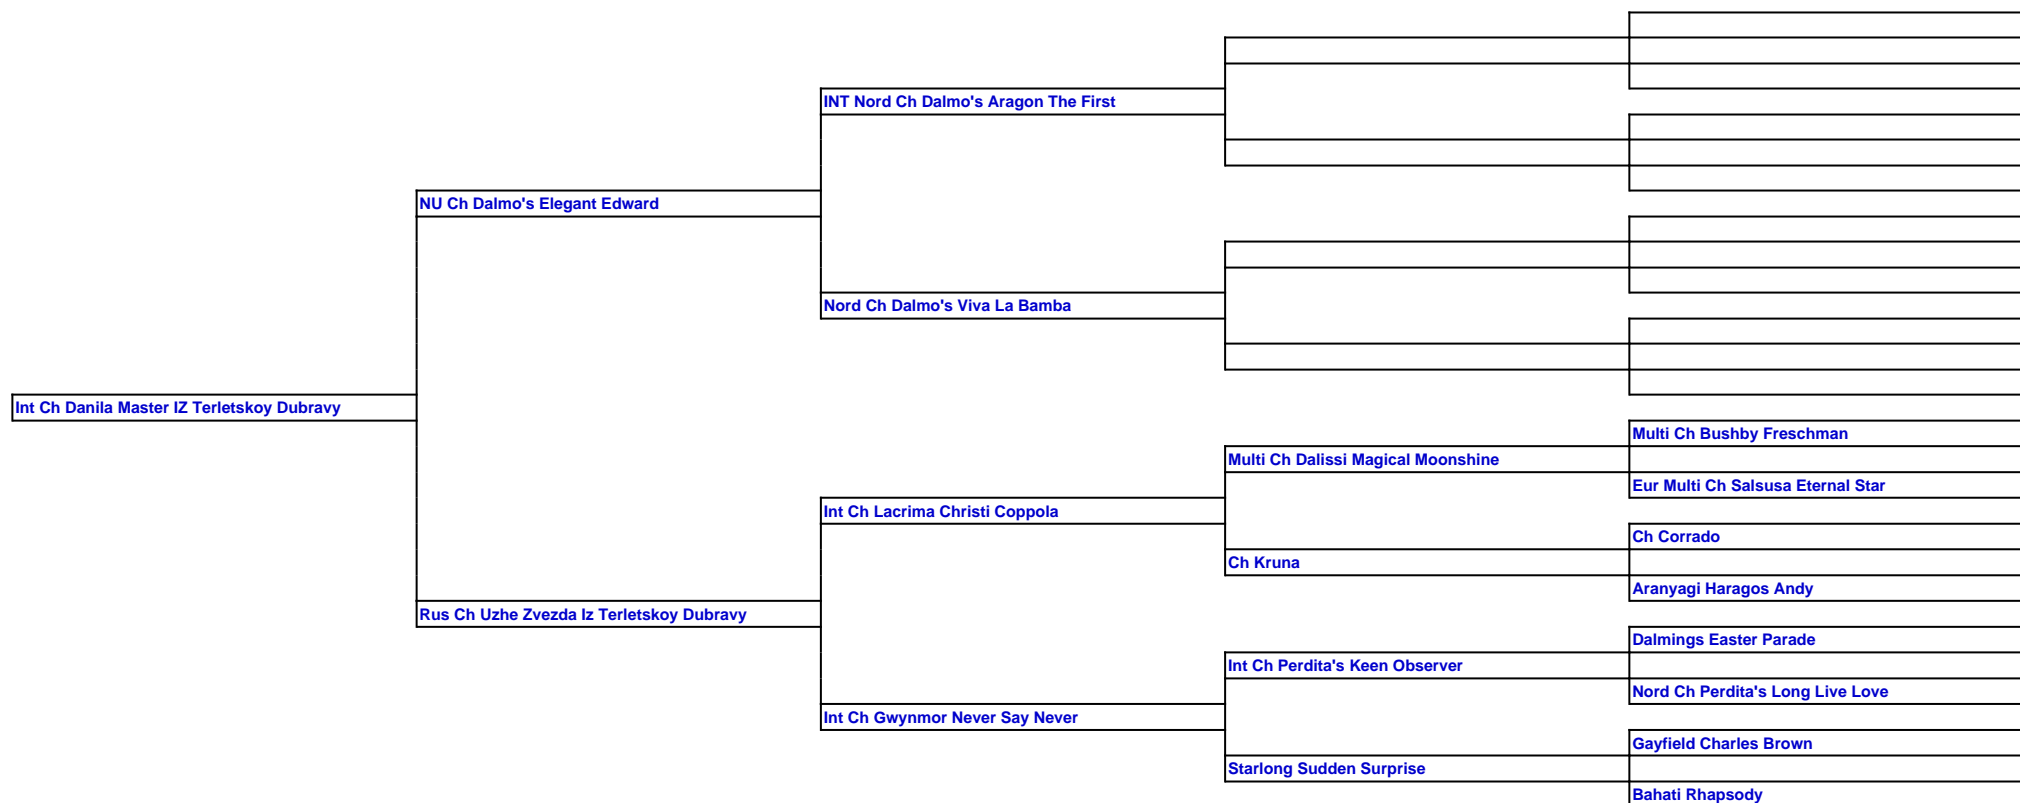 INT Nord Ch Dalmo's Aragon The First
NU Ch Dalmo's Elegant Edward
Nord Ch Dalmo's Viva La Bamba
Int Ch Danila Master IZ Terletskoy Dubravy
Multi Ch Bushby Freschman
Multi Ch Dalissi Magical Moonshine
Eur Multi Ch Salsusa Eternal Star
Int Ch Lacrima Christi Coppola
Ch Corrado
Ch Kruna
Aranyagi Haragos Andy
Rus Ch Uzhe Zvezda Iz Terletskoy Dubravy
Dalmings Easter Parade
Int Ch Perdita's Keen Observer
Nord Ch Perdita's Long Live Love
Int Ch Gwynmor Never Say Never
Gayfield Charles Brown
Starlong Sudden Surprise
Bahati Rhapsody